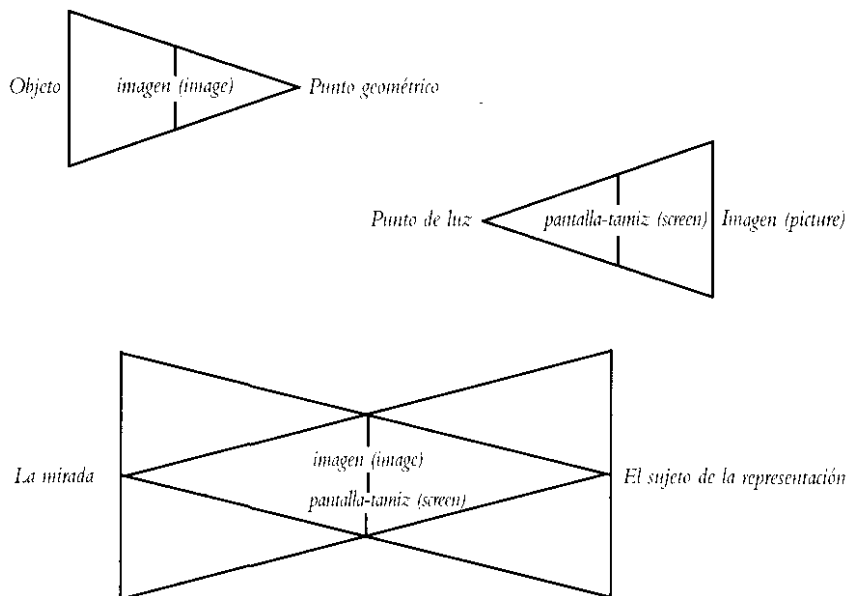 Objeto imagen (image) Punto geométrico
Punto de luz pantalla-tamiz (screen) Imagen (picture)
imagen (image)
La mirada El sujeto de la representación
pantalla-tamiz (screen)